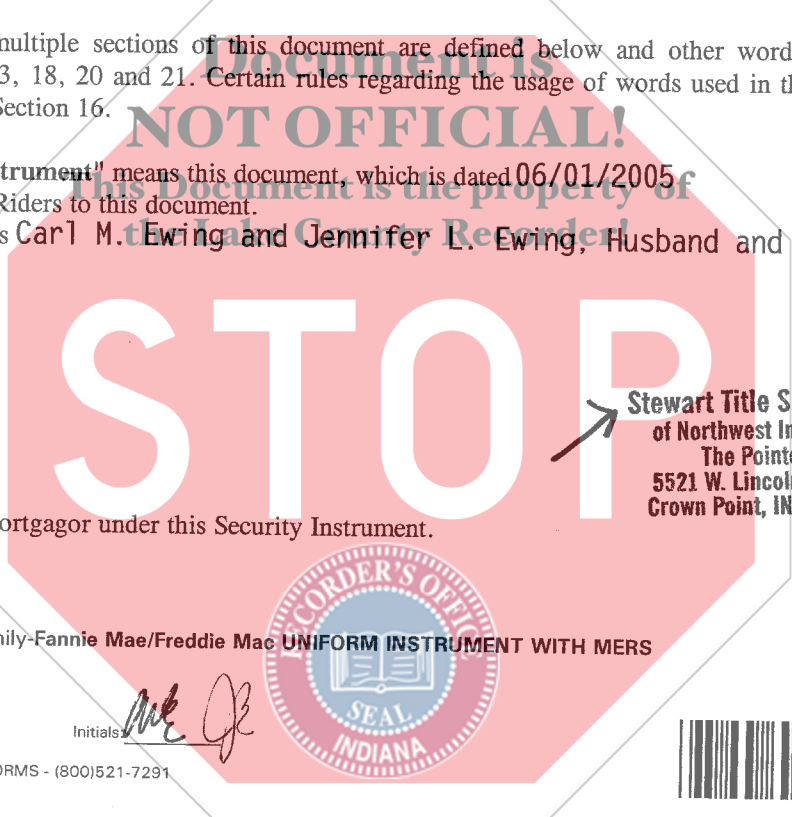 multiple sections of this document are defined below and other word
Document is
3, 18, 20 and 21. Certain rules regarding the usage of words used in th
Section 16.
NOT OFFICIAL!
trument" means this document, which is dated 06/01/2005
This Document is the property of
Riders to this document.
the Lake County Recorder!
s Carl M. Ewing and Jennifer L. Ewing, Husband and
STOP
Stewart Title S
of Northwest In
The Pointe
5521 W. Lincoln
Crown Point, IN
ortgagor under this Security Instrument.
RECORDER'S OFFICE
mily-Fannie Mae/Freddie Mac UNIFORM INSTRUMENT WITH MERS
SEAL
INDIANA
Initials:
ORMS - (800)521-7291